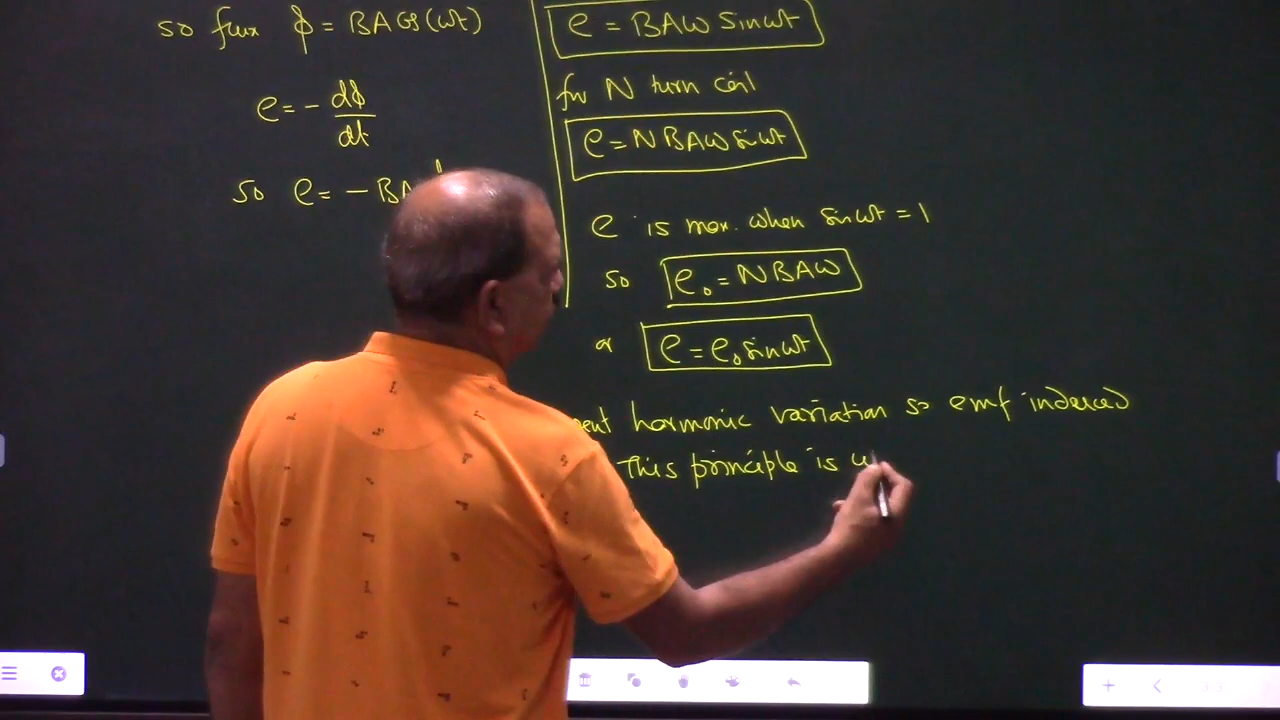 so flux ϕ = BA cos(ωt)
e = - dϕ/dt
so e = - BA
e = BAω sinωt
for N turn coil
e = NBAω sinωt
e is max. when sinωt = 1
so e₀ = NBAω
or e = e₀ sinωt
harmonic variation so emf induced
This principle is u